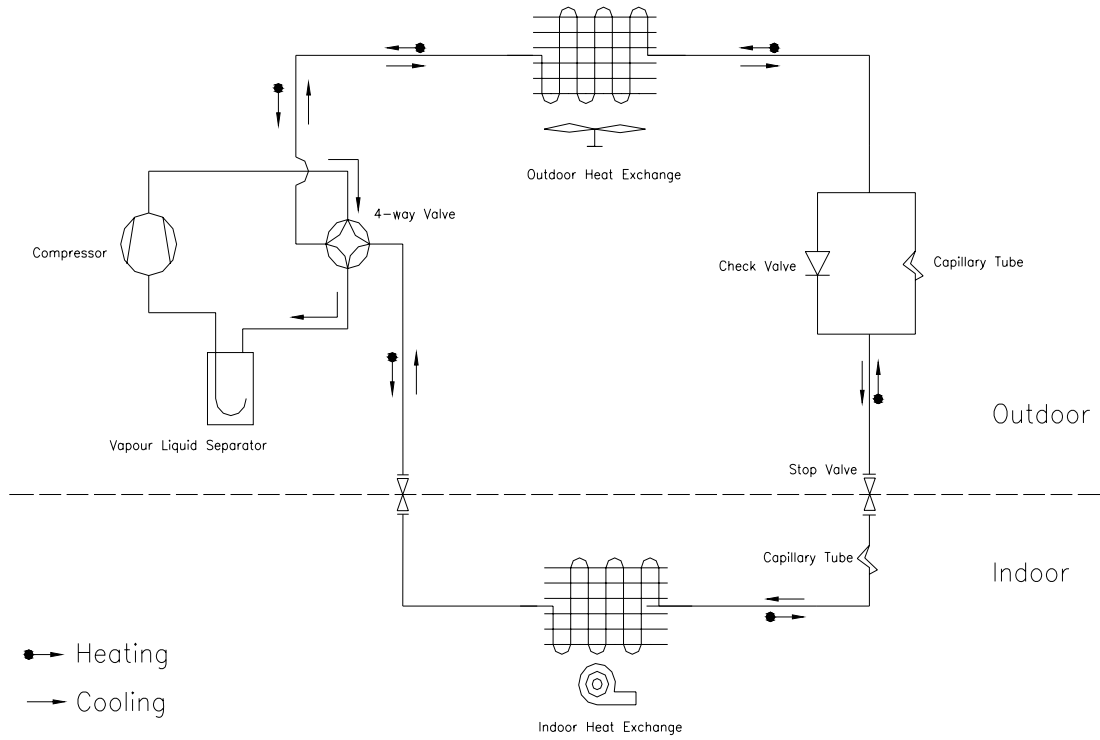 Outdoor Heat Exchange
4-way Valve
Compressor
Check Valve
Capillary Tube
Vapour Liquid Separator
Outdoor
Stop Valve
Capillary Tube
Indoor
Heating
Cooling
Indoor Heat Exchange